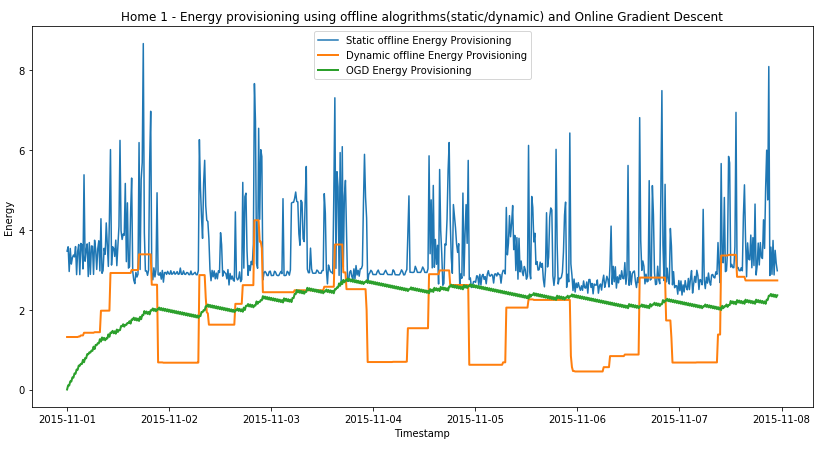 Home 1 - Energy provisioning using offline alogrithms(static/dynamic) and Online Gradient Descent
Static offline Energy Provisioning
Dynamic offline Energy Provisioning
OGD Energy Provisioning
8
6
4
2
0
Energy
2015-11-01 2015-11-02 2015-11-03 2015-11-04 2015-11-05 2015-11-06 2015-11-07 2015-11-08
Timestamp